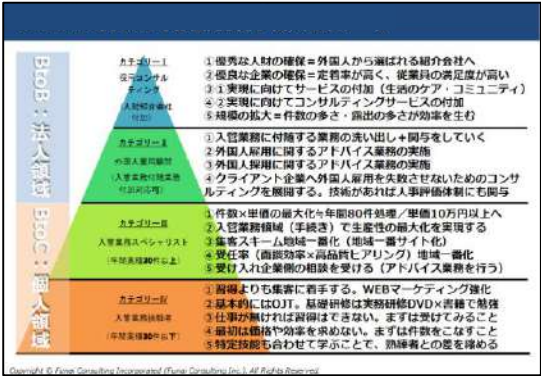 BtoB:法人領域
BtoC:個人領域
カテゴリーⅠ
①優秀な人財の確保＝外国人から選ばれる紹介会社へ
②優良な企業の確保＝定着率が高く、従業員の満足度が高い
③①実現に向けてサービスの付加（生活のケア・コミュニティ）
④②実現に向けてコンサルティングサービスの付加
⑤規模の拡大＝件数の多さ・露出の多さが効率を生む
カテゴリーⅡ
①入管業務に付随する業務の洗い出し＋関与をしていく
②外国人雇用に関するアドバイス業務の実施
③外国人採用に関するアドバイス業務の実施
④クライアント企業へ外国人雇用を失敗させないためのコンサ
ルティングを展開する。技術があれば人事評価体制にも関与
カテゴリーⅢ
入管業務スペシャリスト
（年間実績30件以上）
①件数×単価の最大化≒年間80件処理／単価10万円以上へ
②入管業務領域（手続き）で生産性の最大化を実現する
③集客スキーム地域一番化（地域一番サイト化）
④受任率（面談効率×高品質ヒアリング）地域一番化
⑤受け入れ企業側の相談を受ける（アドバイス業務を行う）
カテゴリーⅣ
（年間実績30件以下）
①習得よりも集客に着手する。WEBマーケティング強化
②基本的にはOJT。基礎研修は実務研修DVD×書籍で勉強
③仕事が無ければ習得はできない。まずは受けてみること
④最初は価格や効率を求めない。まずは件数をこなすこと
⑤特定技能も合わせて学ぶことで、熟練者との差を縮める
Copyright © Funai Consulting Incorporated (Funai Consulting Inc.), All Rights Reserved.